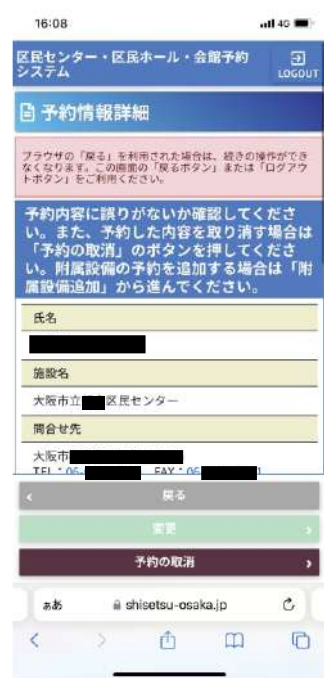 16:08
4G
区民センター・区民ホール・会館予約
システム
LOGOUT
予約情報詳細
ブラウザの「戻る」を利用された場合は、続きの操作ができ
なくなります。この画面の「戻るボタン」または「ログアウ
トボタン」をご利用ください。
予約内容に誤りがないか確認してくださ
い。また、予約した内容を取り消す場合は
「予約の取消」のボタンを押してくださ
い。附属設備の予約を追加する場合は「附
属設備追加」から進んでください。
氏名
施設名
大阪市立 区民センター
問合せ先
大阪市
TEL：06- FAX：06-
戻る
変更
予約の取消
ぁあ shisetsu-osaka.jp